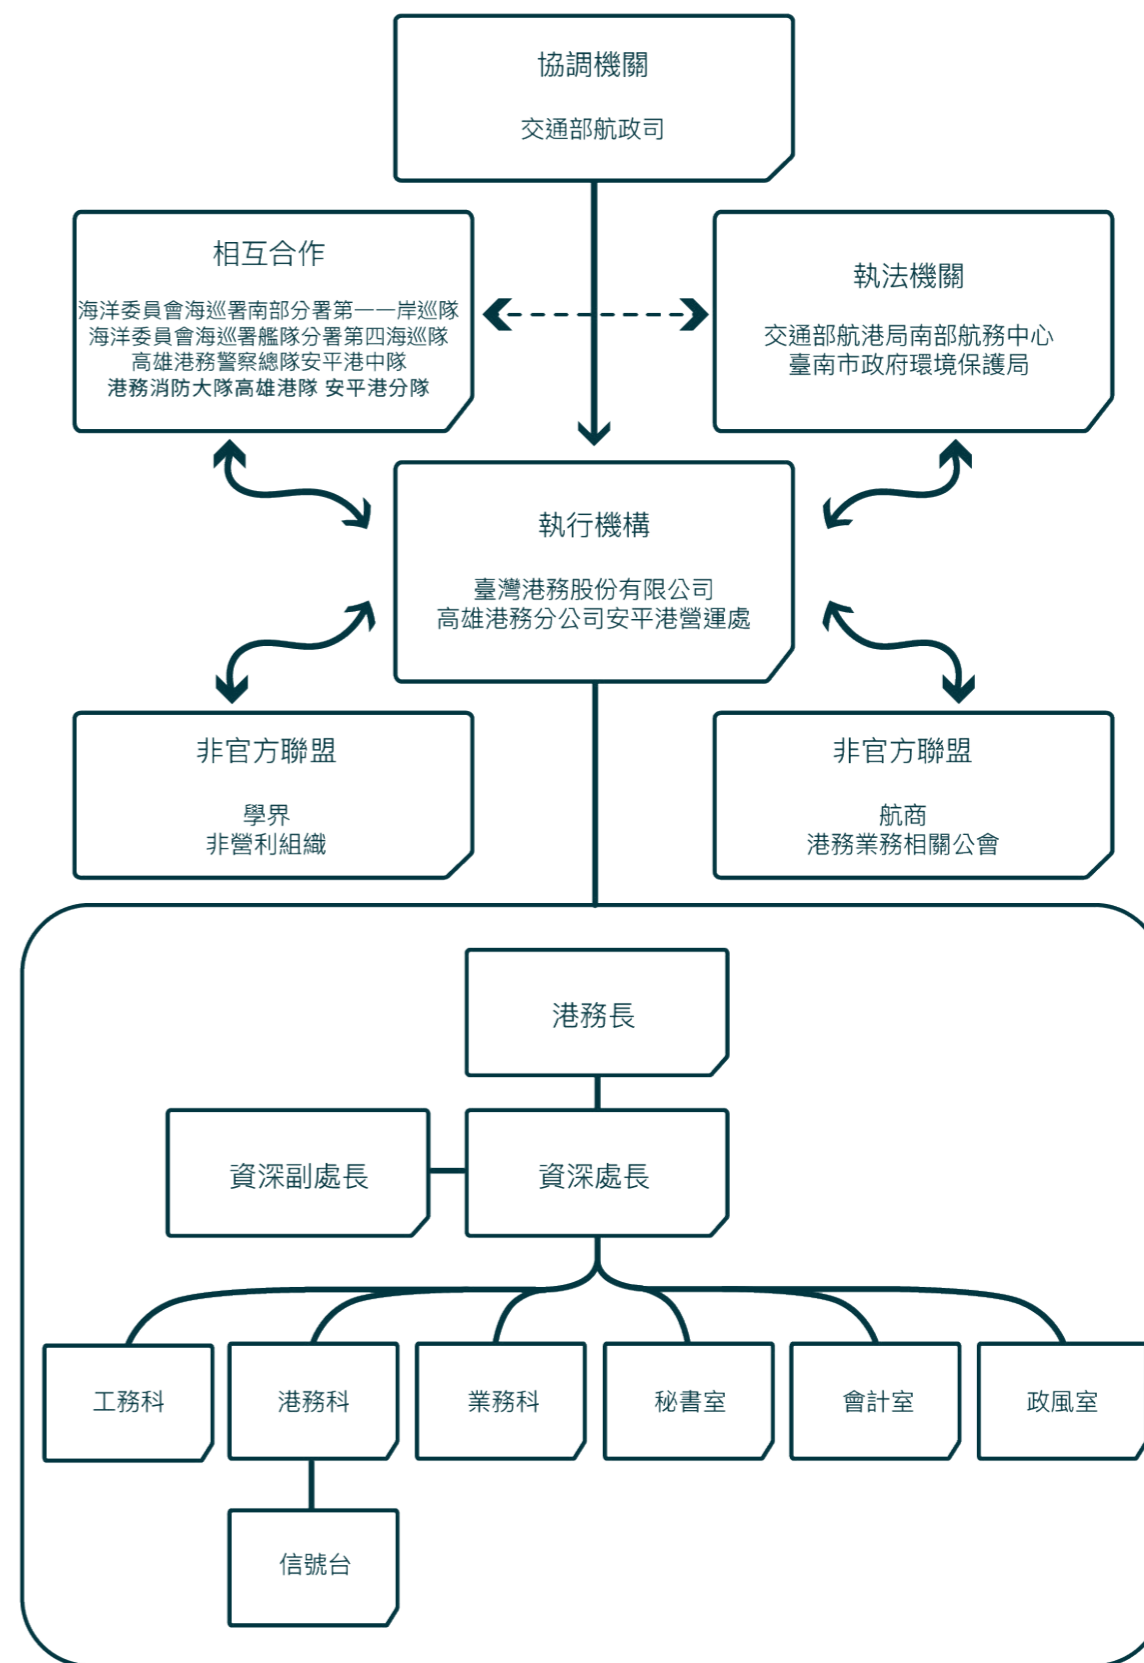 協調機關
交通部航政司
相互合作
海洋委員會海巡署南部分署第一一岸巡隊
海洋委員會海巡署艦隊分署第四海巡隊
高雄港務警察總隊安平港中隊
港務消防大隊高雄港隊 安平港分隊
執法機關
交通部航港局南部航務中心
臺南市政府環境保護局
執行機構
臺灣港務股份有限公司
高雄港務分公司安平港營運處
非官方聯盟
學界
非營利組織
非官方聯盟
航商
港務業務相關公會
港務長
資深副處長
資深處長
工務科
港務科
業務科
秘書室
會計室
政風室
信號台